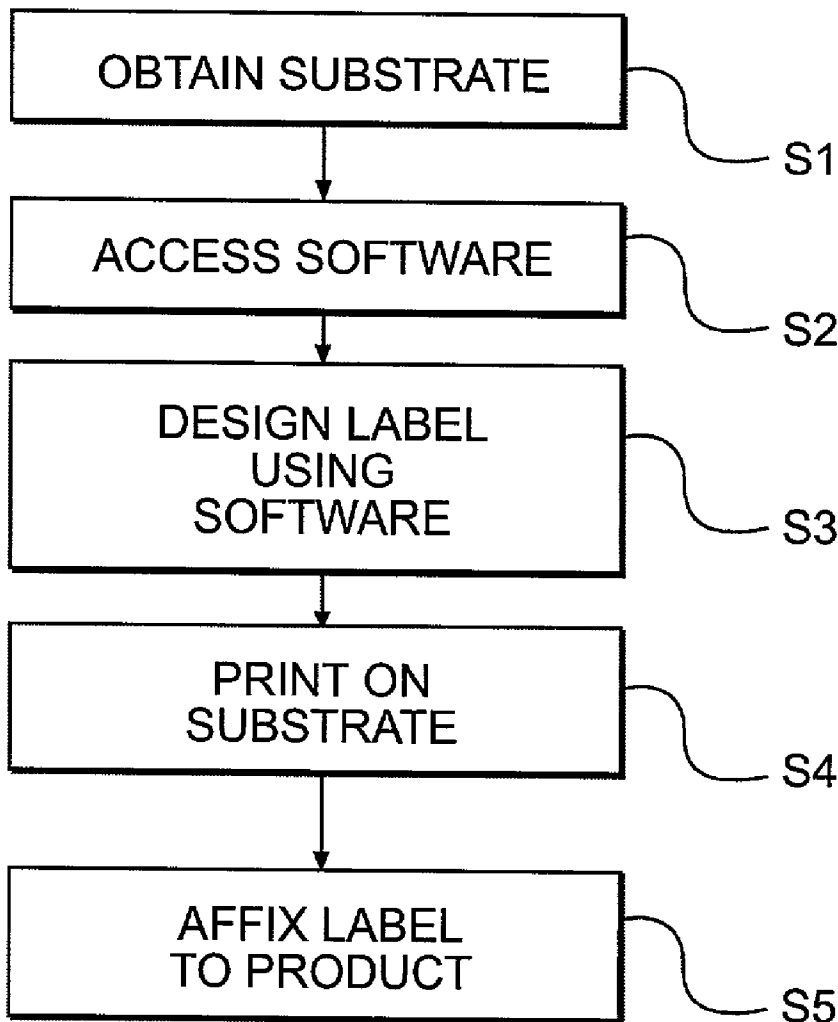 OBTAIN SUBSTRATE
S1
ACCESS SOFTWARE
S2
DESIGN LABEL
USING
SOFTWARE
S3
PRINT ON
SUBSTRATE
S4
AFFIX LABEL
TO PRODUCT
S5